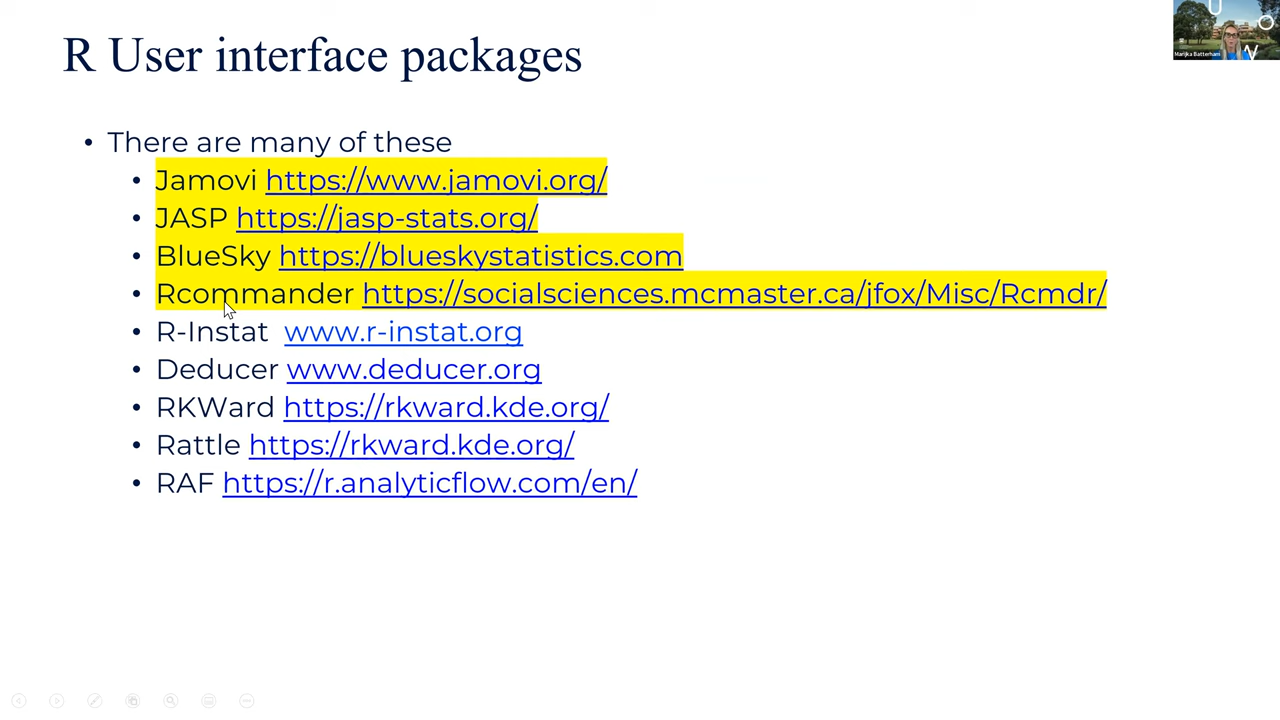 R User interface packages
U
O
W
Marijka Batterham
• There are many of these
• Jamovi https://www.jamovi.org/
• JASP https://jasp-stats.org/
• BlueSky https://blueskystatistics.com
• Rcommander https://socialsciences.mcmaster.ca/jfox/Misc/Rcmdr/
• R-Instat www.r-instat.org
• Deducer www.deducer.org
• RKWard https://rkward.kde.org/
• Rattle https://rkward.kde.org/
• RAF https://r.analyticflow.com/en/